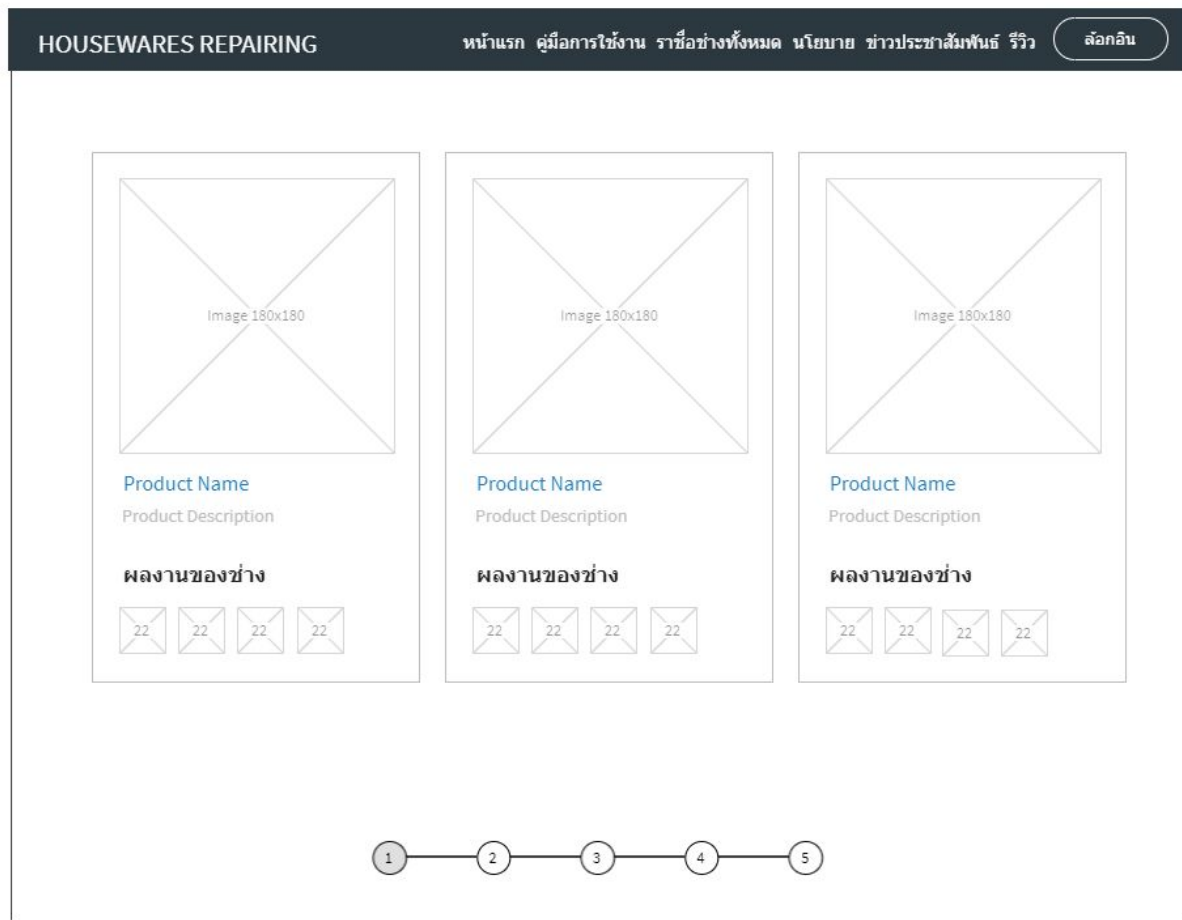 HOUSEWARES REPAIRING
หน้าแรก คู่มือการใช้งาน ราชื่อช่างทั้งหมด นโยบาย ข่าวประชาสัมพันธ์ รีวิว ล้อกอิน
Image 180x180 Image 180x180 Image 180x180
Product Name Product Name Product Name
Product Description Product Description Product Description
ผลงานของช่าง ผลงานของช่าง ผลงานของช่าง
22 22 22 22 22 22 22 22 22 22 22 22
1 2 3 4 5